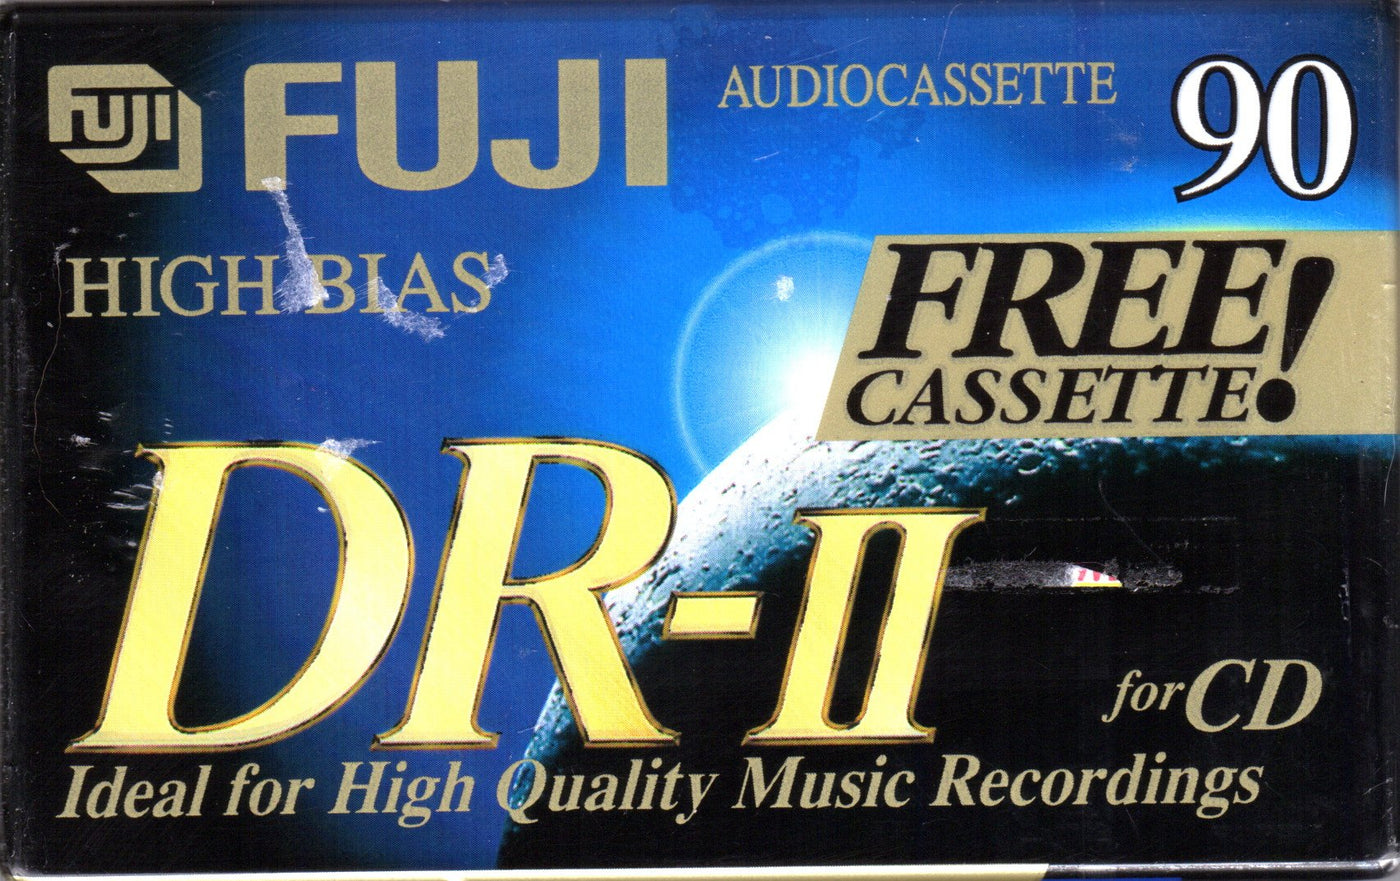 FUJI FUJI AUDIOCASSETTE 90
HIGH BIAS
FREE!
CASSETTE
DR-II
for CD
Ideal for High Quality Music Recordings